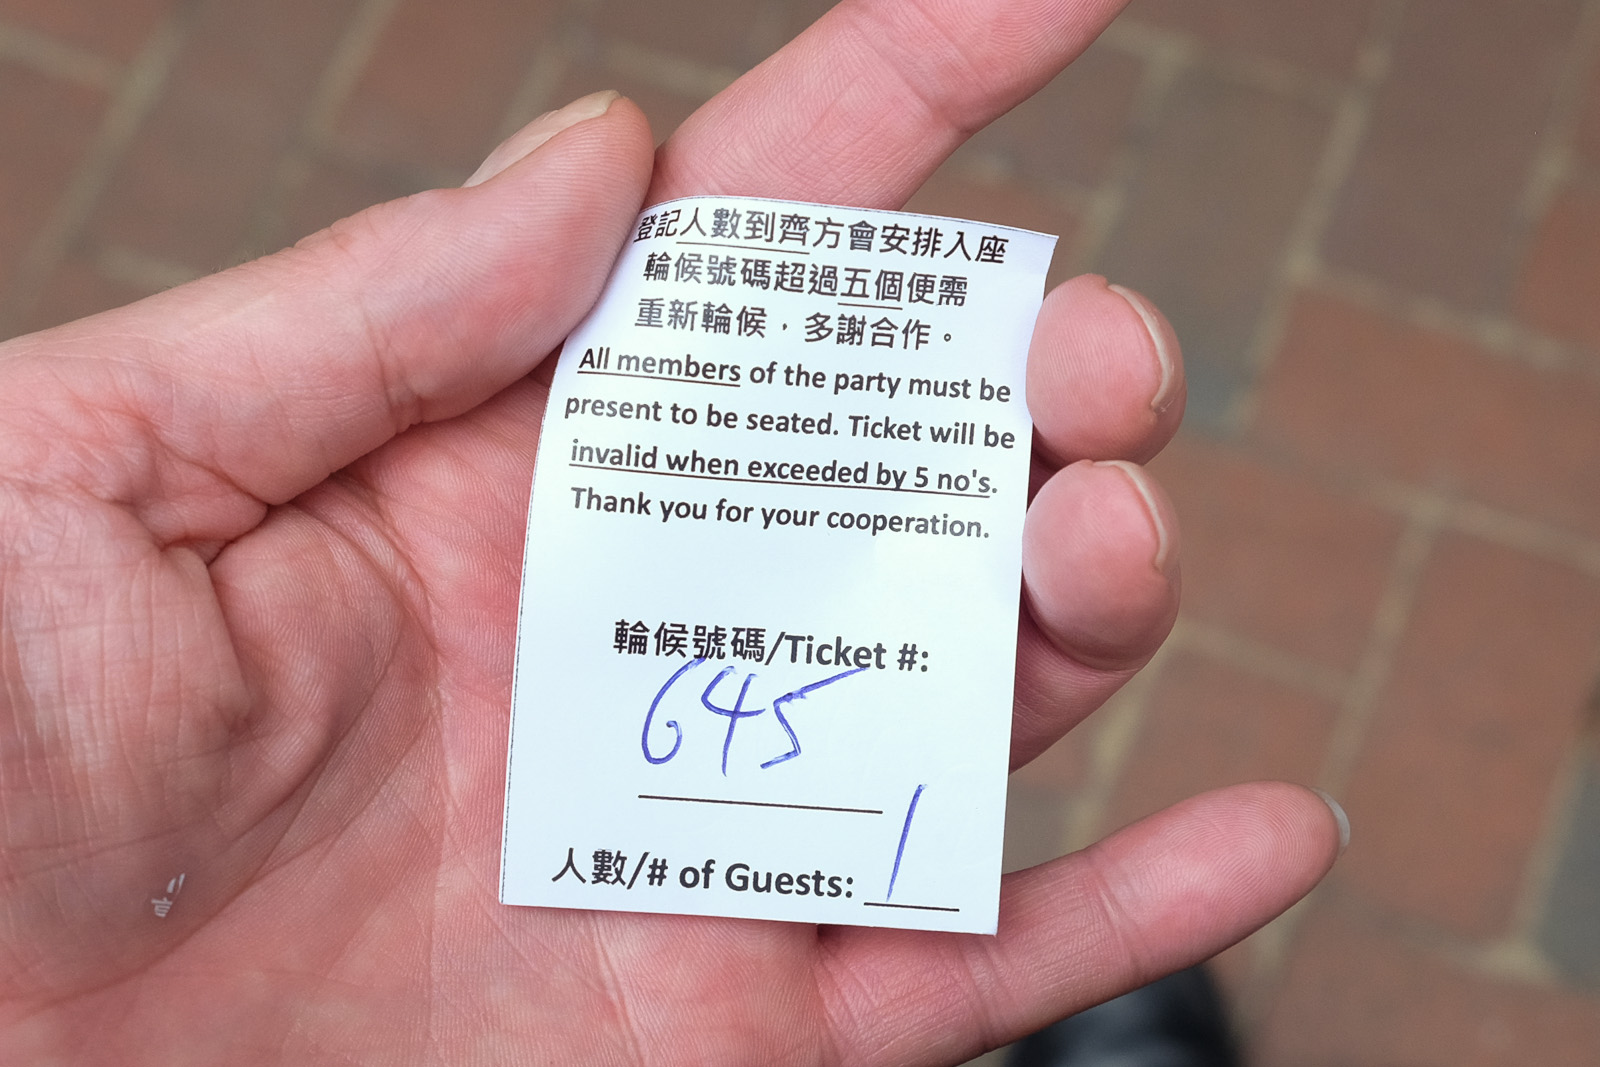 登記人數到齊方會安排入座
輪候號碼超過五個便需
重新輪候，多謝合作。
All members of the party must be
present to be seated. Ticket will be
invalid when exceeded by 5 no's.
Thank you for your cooperation.
輪候號碼/Ticket #:
645
人數/# of Guests: 1